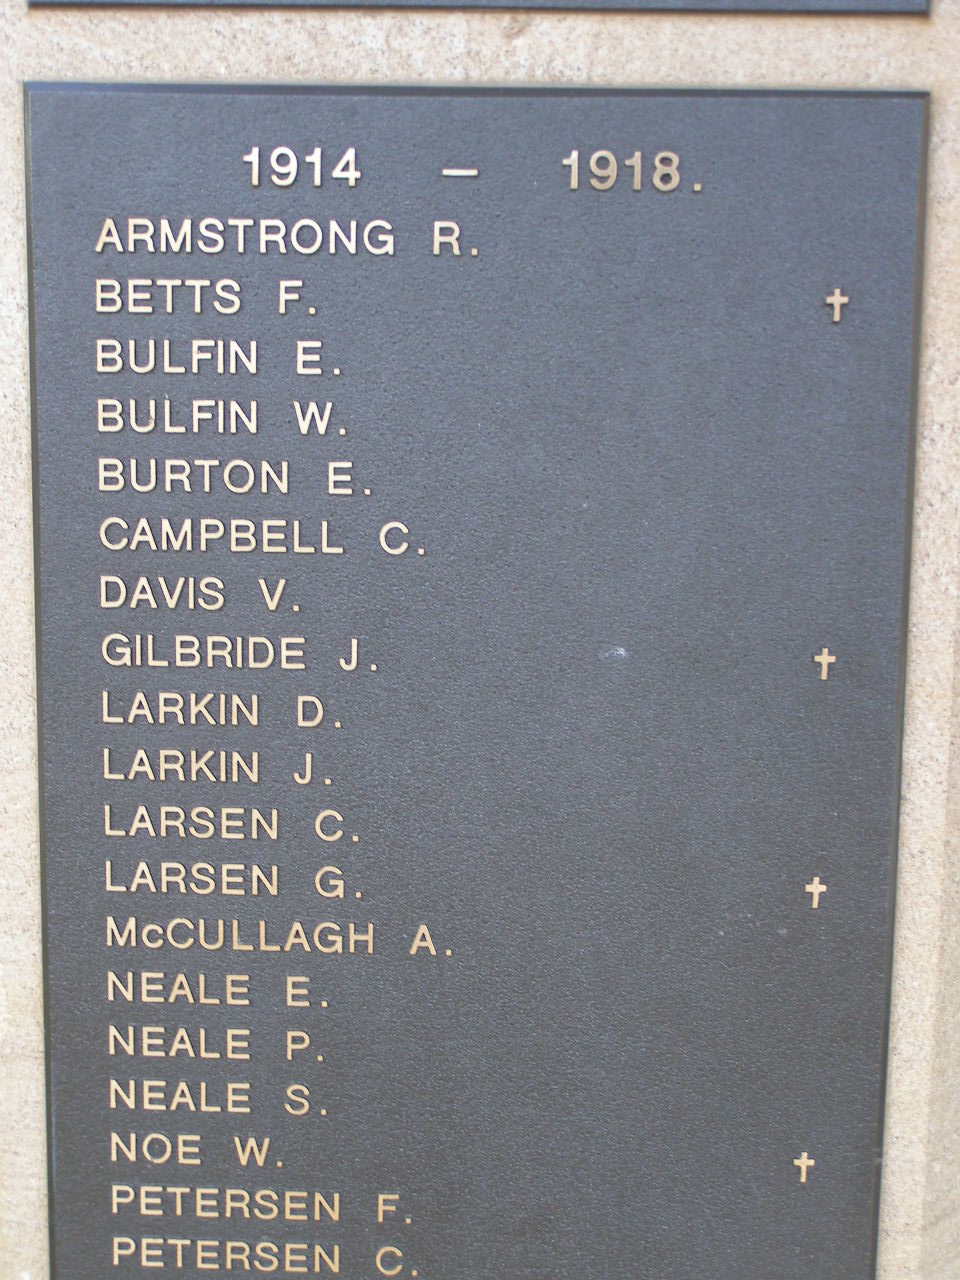 1914 – 1918.
ARMSTRONG R.
BETTS F. ✝
BULFIN E.
BULFIN W.
BURTON E.
CAMPBELL C.
DAVIS V.
GILBRIDE J. ✝
LARKIN D.
LARKIN J.
LARSEN C.
LARSEN G. ✝
McCULLAGH A.
NEALE E.
NEALE P.
NEALE S.
NOE W. ✝
PETERSEN F.
PETERSEN C.